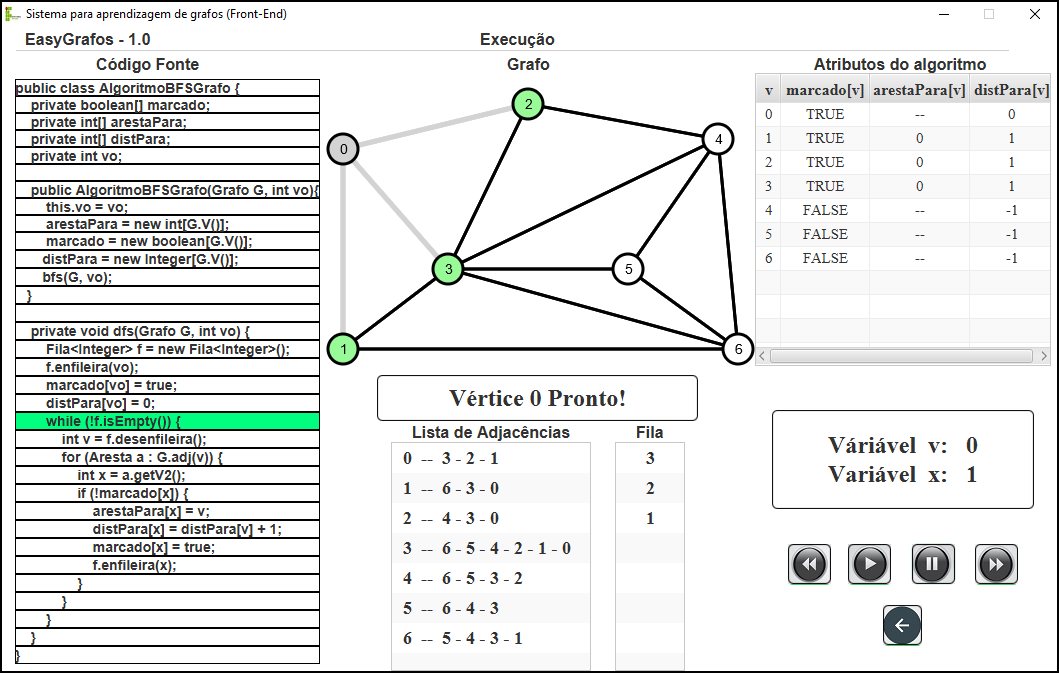 Sistema para aprendizagem de grafos (Front-End)
EasyGrafos - 1.0
Execução
Código Fonte
public class AlgoritmoBFSGrafo {
private boolean[] marcado;
private int[] arestaPara;
private int[] distPara;
private int vo;
public AlgoritmoBFSGrafo(Grafo G, int vo){
this.vo = vo;
arestaPara = new int[G.V()];
marcado = new boolean[G.V()];
distPara = new Integer[G.V()];
bfs(G, vo);
}
private void dfs(Grafo G, int vo) {
Fila<Integer> f = new Fila<Integer>();
f.enfileira(vo);
marcado[vo] = true;
distPara[vo] = 0;
while (!f.isEmpty()) {
int v = f.desenfileira();
for (Aresta a : G.adj(v)) {
int x = a.getV2();
if (!marcado[x]) {
arestaPara[x] = v;
distPara[x] = distPara[v] + 1;
marcado[x] = true;
f.enfileira(x);
}
}
}
}
}
Grafo
2
0
4
3
5
1
6
Vértice 0 Pronto!
Lista de Adjacências
0 -- 3 - 2 - 1
1 -- 6 - 3 - 0
2 -- 4 - 3 - 0
3 -- 6 - 5 - 4 - 2 - 1 - 0
4 -- 6 - 5 - 3 - 2
5 -- 6 - 4 - 3
6 -- 5 - 4 - 3 - 1
Fila
3
2
1
Atributos do algoritmo
v marcado[v] arestaPara[v] distPara[v]
0 TRUE -- 0
1 TRUE 0 1
2 TRUE 0 1
3 TRUE 0 1
4 FALSE -- -1
5 FALSE -- -1
6 FALSE -- -1
Váriável v: 0
Variável x: 1